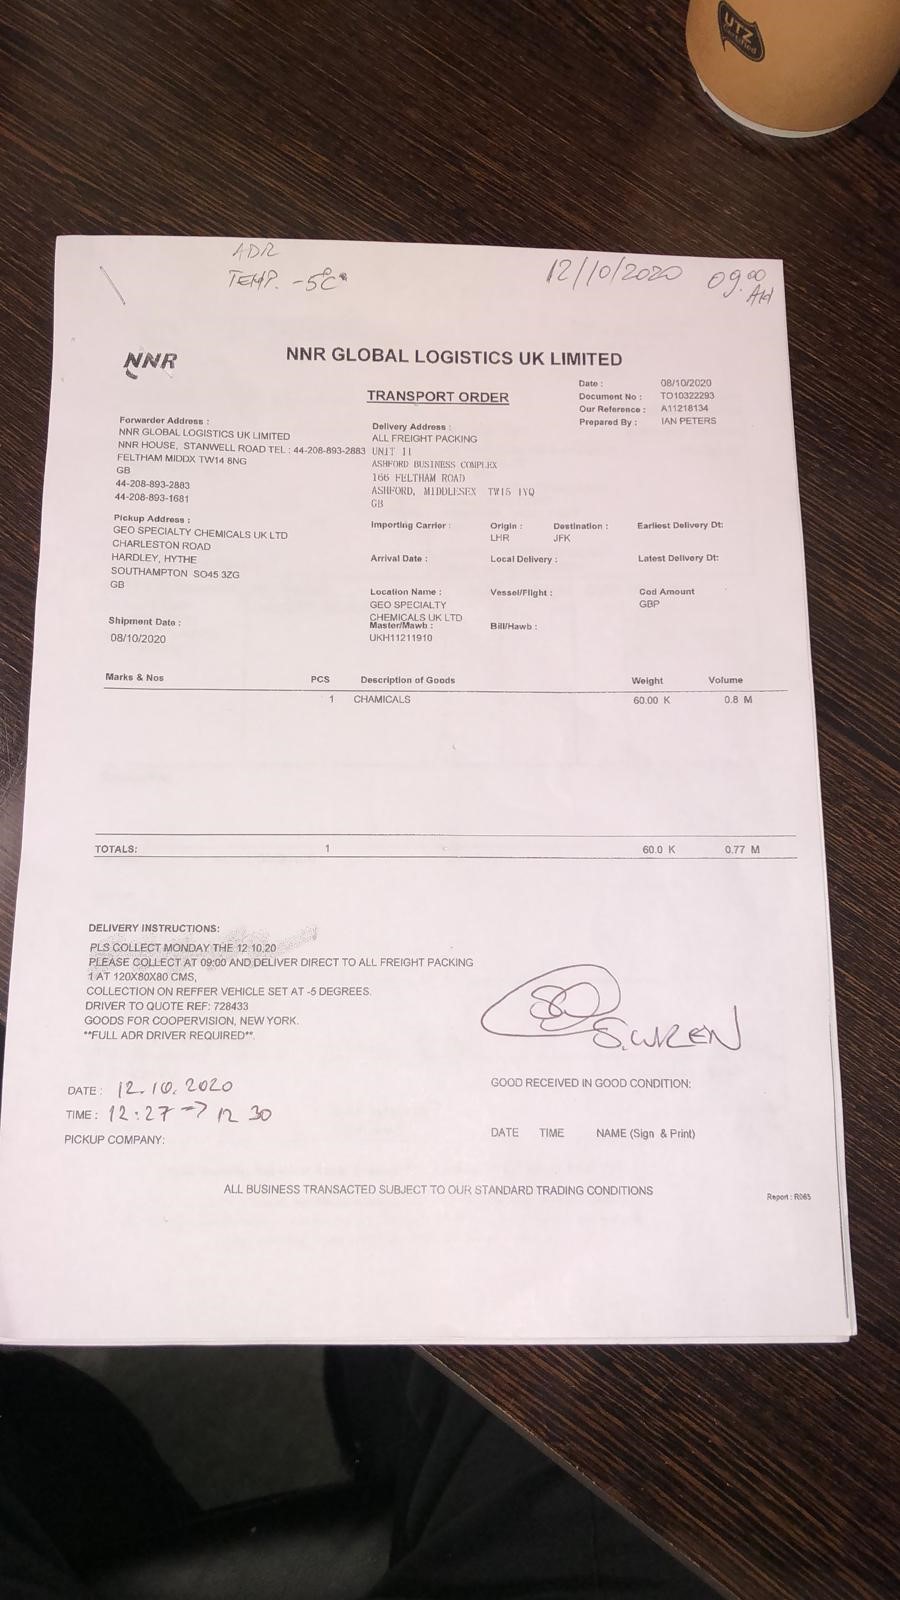 UTZ
Certified
ADR
TEMP. -5°C
12/10/2020 09.00
NNR
NNR GLOBAL LOGISTICS UK LIMITED
TRANSPORT ORDER
Date : 08/10/2020
Document No : TO10322293
Our Reference : A11218134
Prepared By : IAN PETERS
Forwarder Address :
NNR GLOBAL LOGISTICS UK LIMITED
NNR HOUSE, STANWELL ROAD TEL : 44-208-893-2883
FELTHAM MIDDX TW14 8NG
GB
44-208-893-2883
44-208-893-1681
Delivery Address :
ALL FREIGHT PACKING
UNIT 11
ASHFORD BUSINESS COMPLEX
166 FELTHAM ROAD
ASHFORD, MIDDLESEX TW15 1YQ
GB
Pickup Address :
GEO SPECIALTY CHEMICALS UK LTD
CHARLESTON ROAD
HARDLEY, HYTHE
SOUTHAMPTON SO45 3ZG
GB
Importing Carrier : Origin : Destination : Earliest Delivery Dt:
LHR JFK
Arrival Date : Local Delivery : Latest Delivery Dt:
Location Name : Vessel/Flight : Cod Amount
GEO SPECIALTY GBP
CHEMICALS UK LTD
Master/Mawb : Bill/Hawb :
UKH11211910
Shipment Date :
08/10/2020
Marks & Nos PCS Description of Goods Weight Volume
1 CHAMICALS 60.00 K 0.8 M
TOTALS: 1 60.0 K 0.77 M
DELIVERY INSTRUCTIONS:
PLS COLLECT MONDAY THE 12.10.20
PLEASE COLLECT AT 09:00 AND DELIVER DIRECT TO ALL FREIGHT PACKING
1 AT 120X80X80 CMS,
COLLECTION ON REFFER VEHICLE SET AT -5 DEGREES.
DRIVER TO QUOTE REF: 728433
GOODS FOR COOPERVISION, NEW YORK.
**FULL ADR DRIVER REQUIRED**.
S.WREN
DATE : 12.10.2020
TIME : 12:27 → 12 30
PICKUP COMPANY:
GOOD RECEIVED IN GOOD CONDITION:
DATE TIME NAME (Sign & Print)
ALL BUSINESS TRANSACTED SUBJECT TO OUR STANDARD TRADING CONDITIONS
Report : R065